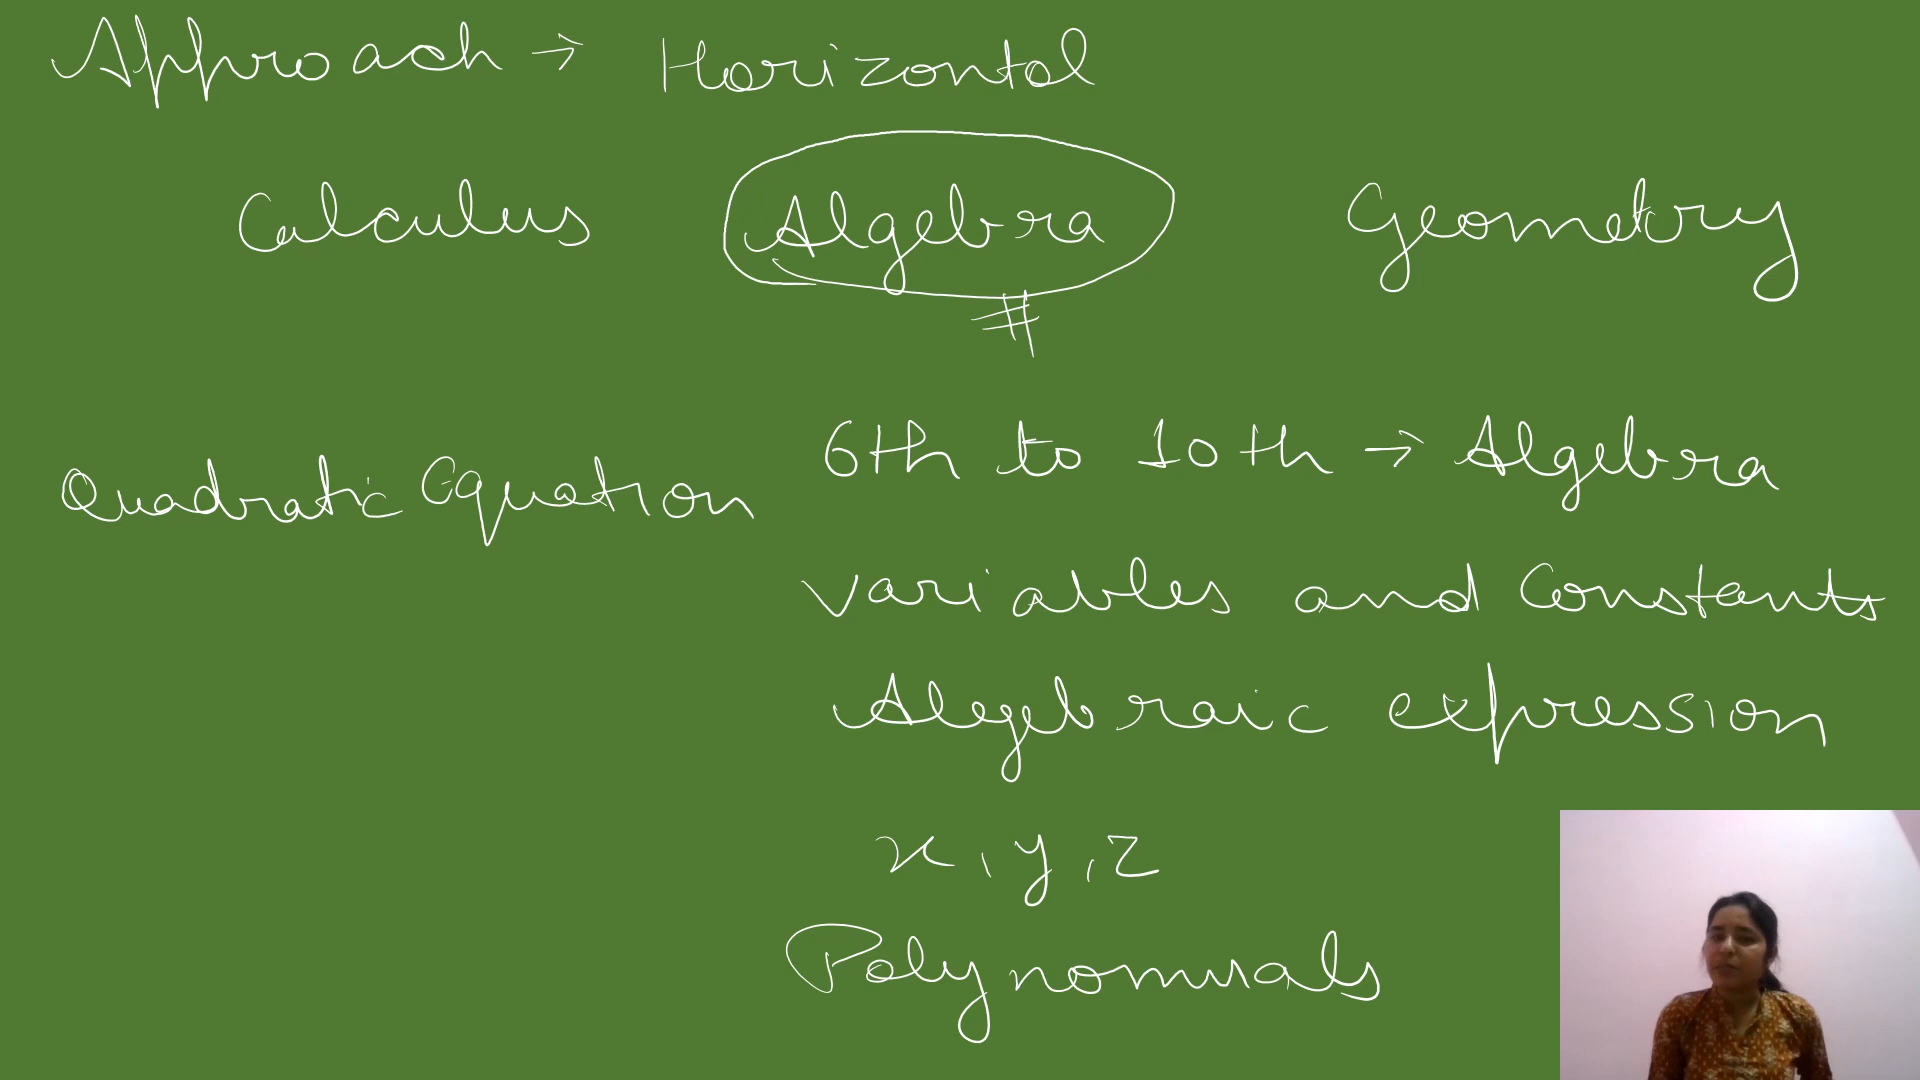 Approach → Horizontal
Calculus Algebra Geometry
6th to 10th → Algebra
Quadratic Equation
Variables and Constants
Algebraic expression
x, y, z
Polynomials